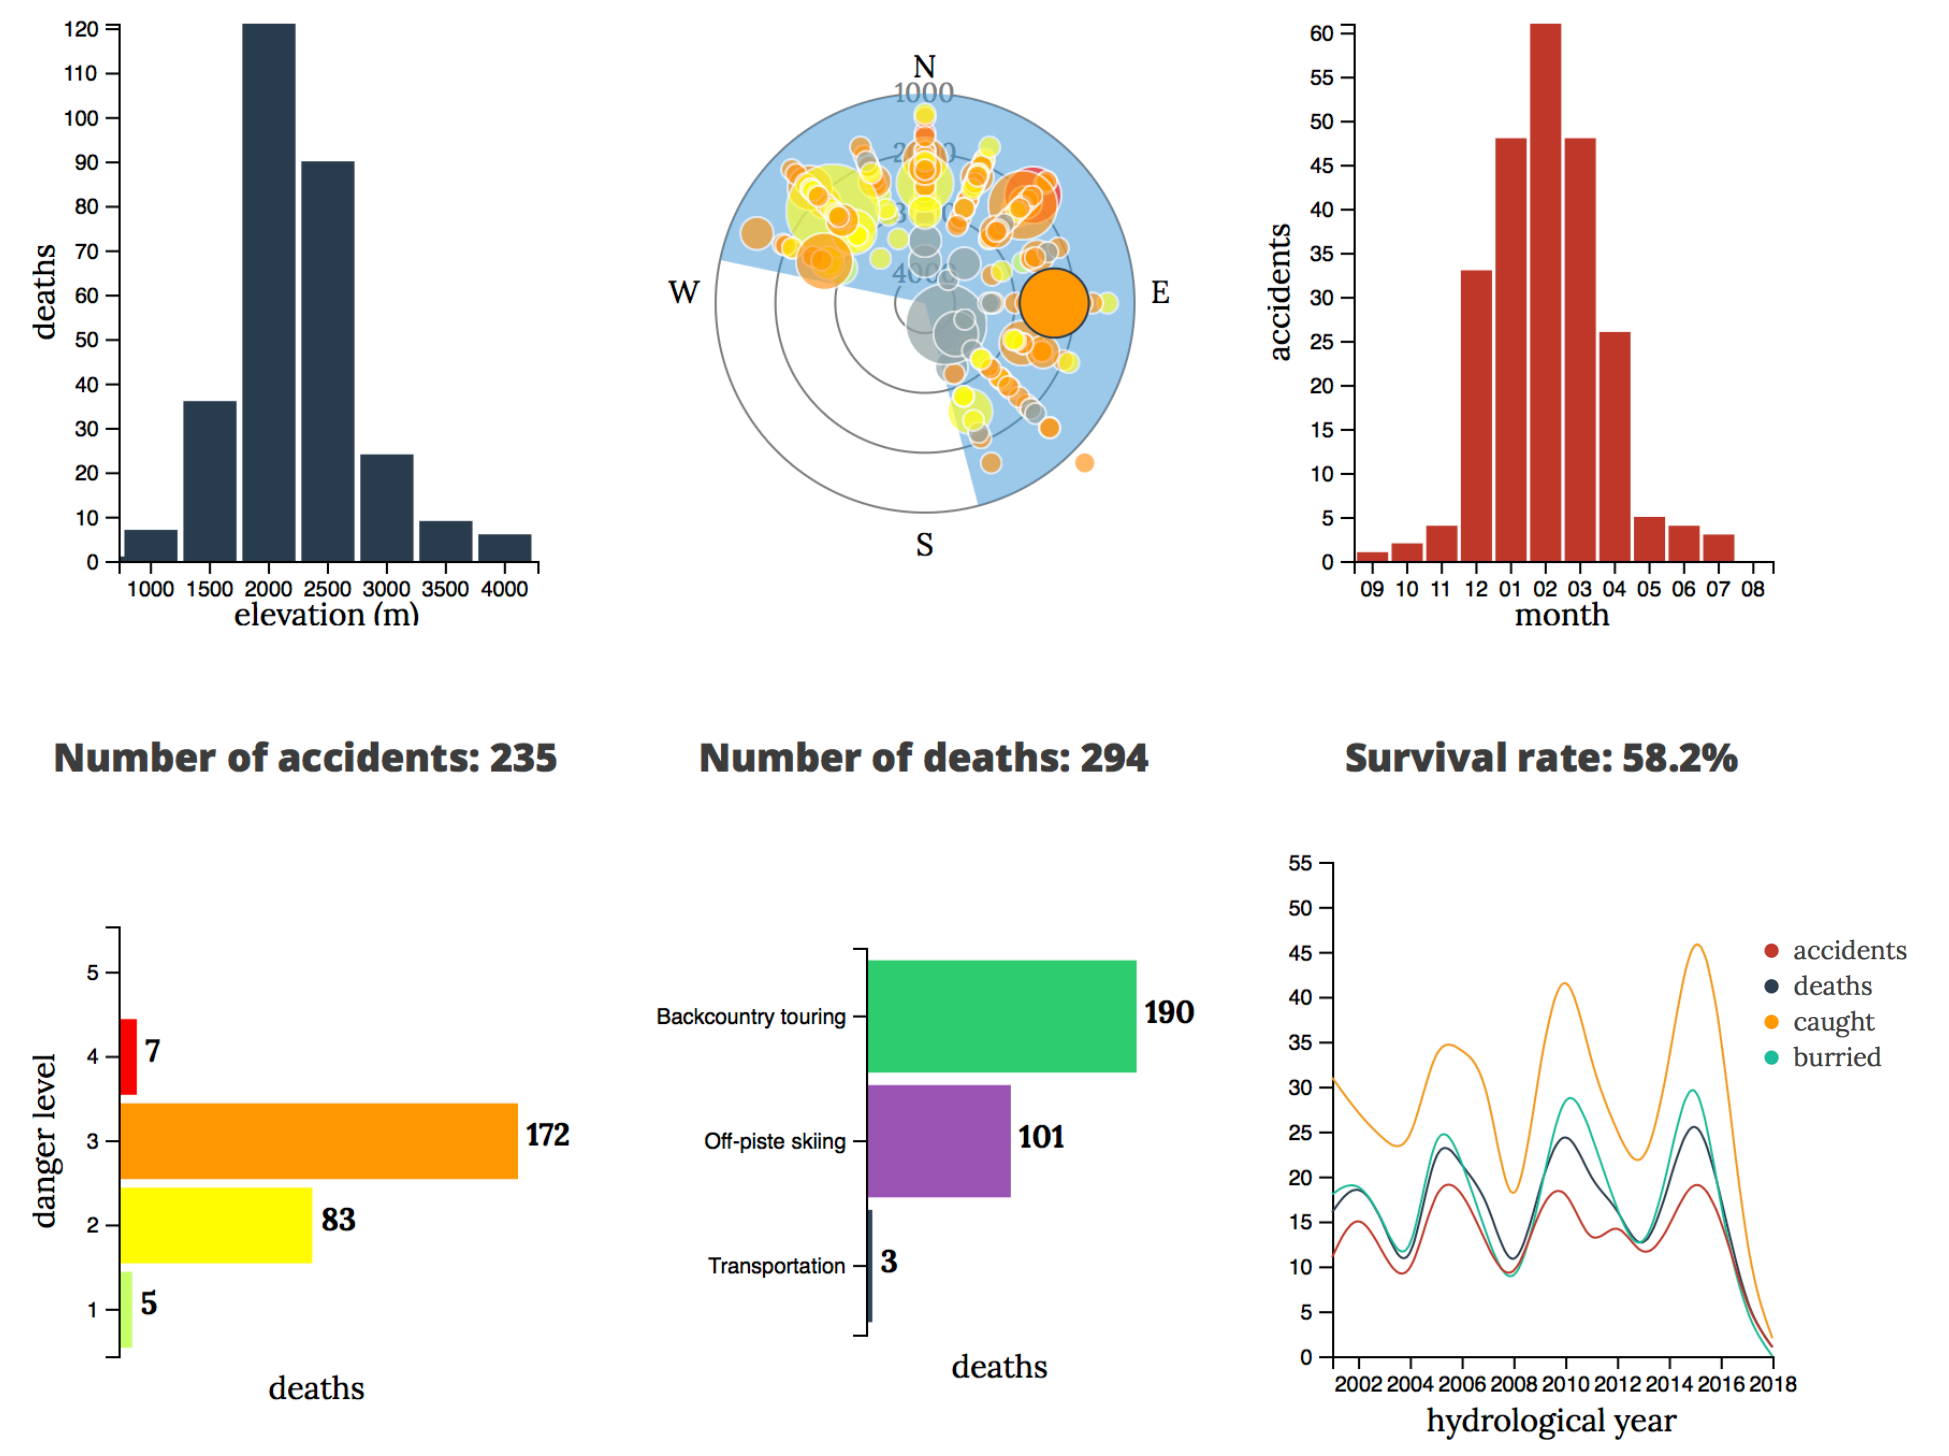 120
110
100
90
80
70
60
50
40
30
20
10
0
deaths
1000 1500 2000 2500 3000 3500 4000
elevation (m)
N
1000
4000
W
E
S
60
55
50
45
40
35
30
25
20
15
10
5
0
accidents
09 10 11 12 01 02 03 04 05 06 07 08
month
Number of accidents: 235
Number of deaths: 294
Survival rate: 58.2%
danger level
5
4
7
3
172
2
83
1
5
deaths
Backcountry touring
190
Off-piste skiing
101
Transportation
3
deaths
55
50
45
40
35
30
25
20
15
10
5
0
accidents
deaths
caught
burried
2002 2004 2006 2008 2010 2012 2014 2016 2018
hydrological year